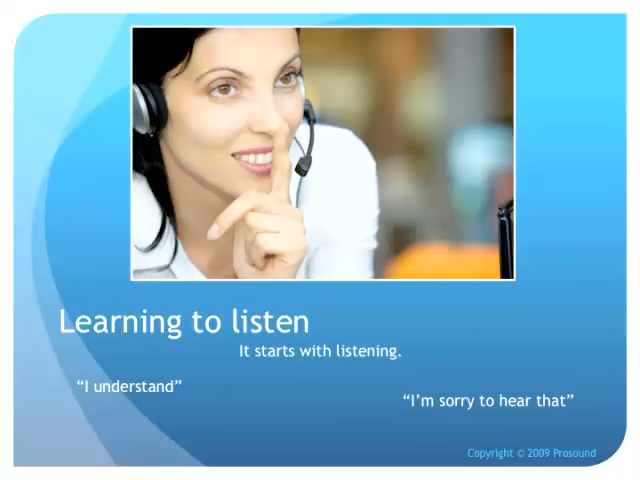 Learning to listen
It starts with listening.
“I understand”
“I’m sorry to hear that”
Copyright © 2009 Prosound